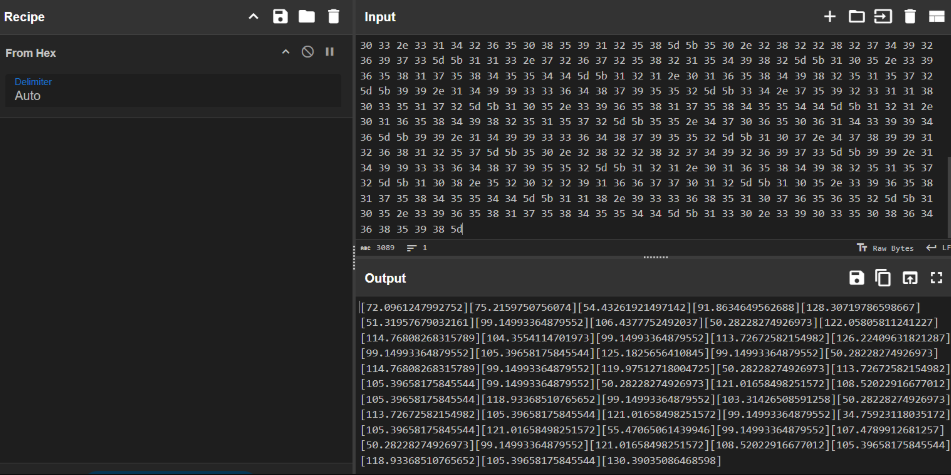 Recipe
From Hex
Delimiter
Auto
Input
30 33 2e 33 31 34 32 36 35 30 38 35 39 31 32 35 38 5d 5b 35 30 2e 32 38 32 32 38 32 37 34 39 32
36 39 37 33 5d 5b 31 31 33 2e 37 32 36 37 32 35 38 32 31 35 34 39 38 32 5d 5b 31 30 35 2e 33 39
36 35 38 31 37 35 38 34 35 35 34 34 5d 5b 31 32 31 2e 30 31 36 35 38 34 39 38 32 35 31 35 37 32
5d 5b 39 39 2e 31 34 39 39 33 33 36 34 38 37 39 35 35 32 5d 5b 33 34 2e 37 35 39 32 33 31 31 38
30 33 35 31 37 32 5d 5b 31 30 35 2e 33 39 36 35 38 31 37 35 38 34 35 35 34 34 5d 5b 31 32 31 2e
30 31 36 35 38 34 39 38 32 35 31 35 37 32 5d 5b 35 35 2e 34 37 30 36 35 30 36 31 34 33 39 39 34
36 5d 5b 39 39 2e 31 34 39 39 33 33 36 34 38 37 39 35 35 32 5d 5b 31 30 37 2e 34 37 38 39 39 31
32 36 38 31 32 35 37 5d 5b 35 30 2e 32 38 32 32 38 32 37 34 39 32 36 39 37 33 5d 5b 39 39 2e 31
34 39 39 33 33 36 34 38 37 39 35 35 32 5d 5b 31 32 31 2e 30 31 36 35 38 34 39 38 32 35 31 35 37
32 5d 5b 31 30 38 2e 35 32 30 32 32 39 31 36 36 37 37 30 31 32 5d 5b 31 30 35 2e 33 39 36 35 38
31 37 35 38 34 35 35 34 34 5d 5b 31 31 38 2e 39 33 33 36 38 35 31 30 37 36 35 36 35 32 5d 5b 31
30 35 2e 33 39 36 35 38 31 37 35 38 34 35 35 34 34 5d 5b 31 33 30 2e 33 39 30 33 35 30 38 36 34
36 38 35 39 38 5d
ABC 3089
1
Tт Raw Bytes
LF
Output
[72.0961247992752][75.2159750756074][54.43261921497142][91.8634649562688][128.30719786598667]
[51.31957679032161][99.14993364879552][106.4377752492037][50.28228274926973][122.05805811241227]
[114.76808268315789][104.3554114701973][99.14993364879552][113.72672582154982][126.22409631821287]
[99.14993364879552][105.39658175845544][125.1825656410845][99.14993364879552][50.28228274926973]
[114.76808268315789][99.14993364879552][119.97512718004725][50.28228274926973][113.72672582154982]
[105.39658175845544][99.14993364879552][50.28228274926973][121.01658498251572][108.52022916677012]
[105.39658175845544][118.93368510765652][99.14993364879552][103.31426508591258][50.28228274926973]
[113.72672582154982][105.39658175845544][121.01658498251572][99.14993364879552][34.75923118035172]
[105.39658175845544][121.01658498251572][55.47065061439946][99.14993364879552][107.4789912681257]
[50.28228274926973][99.14993364879552][121.01658498251572][108.52022916677012][105.39658175845544]
[118.93368510765652][105.39658175845544][130.39035086468598]